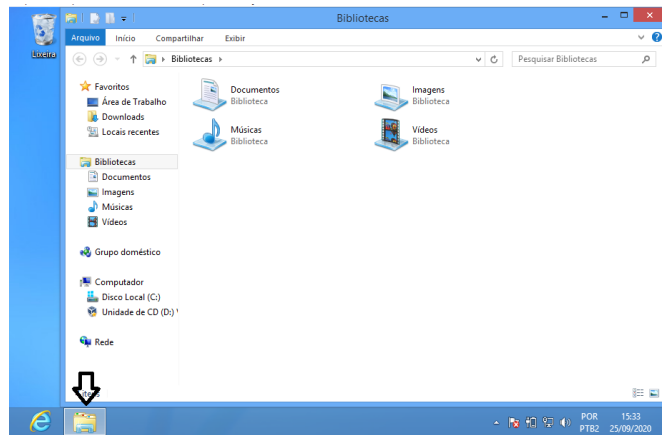 Bibliotecas
Arquivo Início Compartilhar Exibir
Bibliotecas
Pesquisar Bibliotecas
Lixeira
Favoritos
Área de Trabalho
Downloads
Locais recentes
Bibliotecas
Documentos
Imagens
Músicas
Vídeos
Grupo doméstico
Computador
Disco Local (C:)
Unidade de CD (D:)
Rede
Documentos
Biblioteca
Imagens
Biblioteca
Músicas
Biblioteca
Vídeos
Biblioteca
POR 15:33
PTB2 25/09/2020